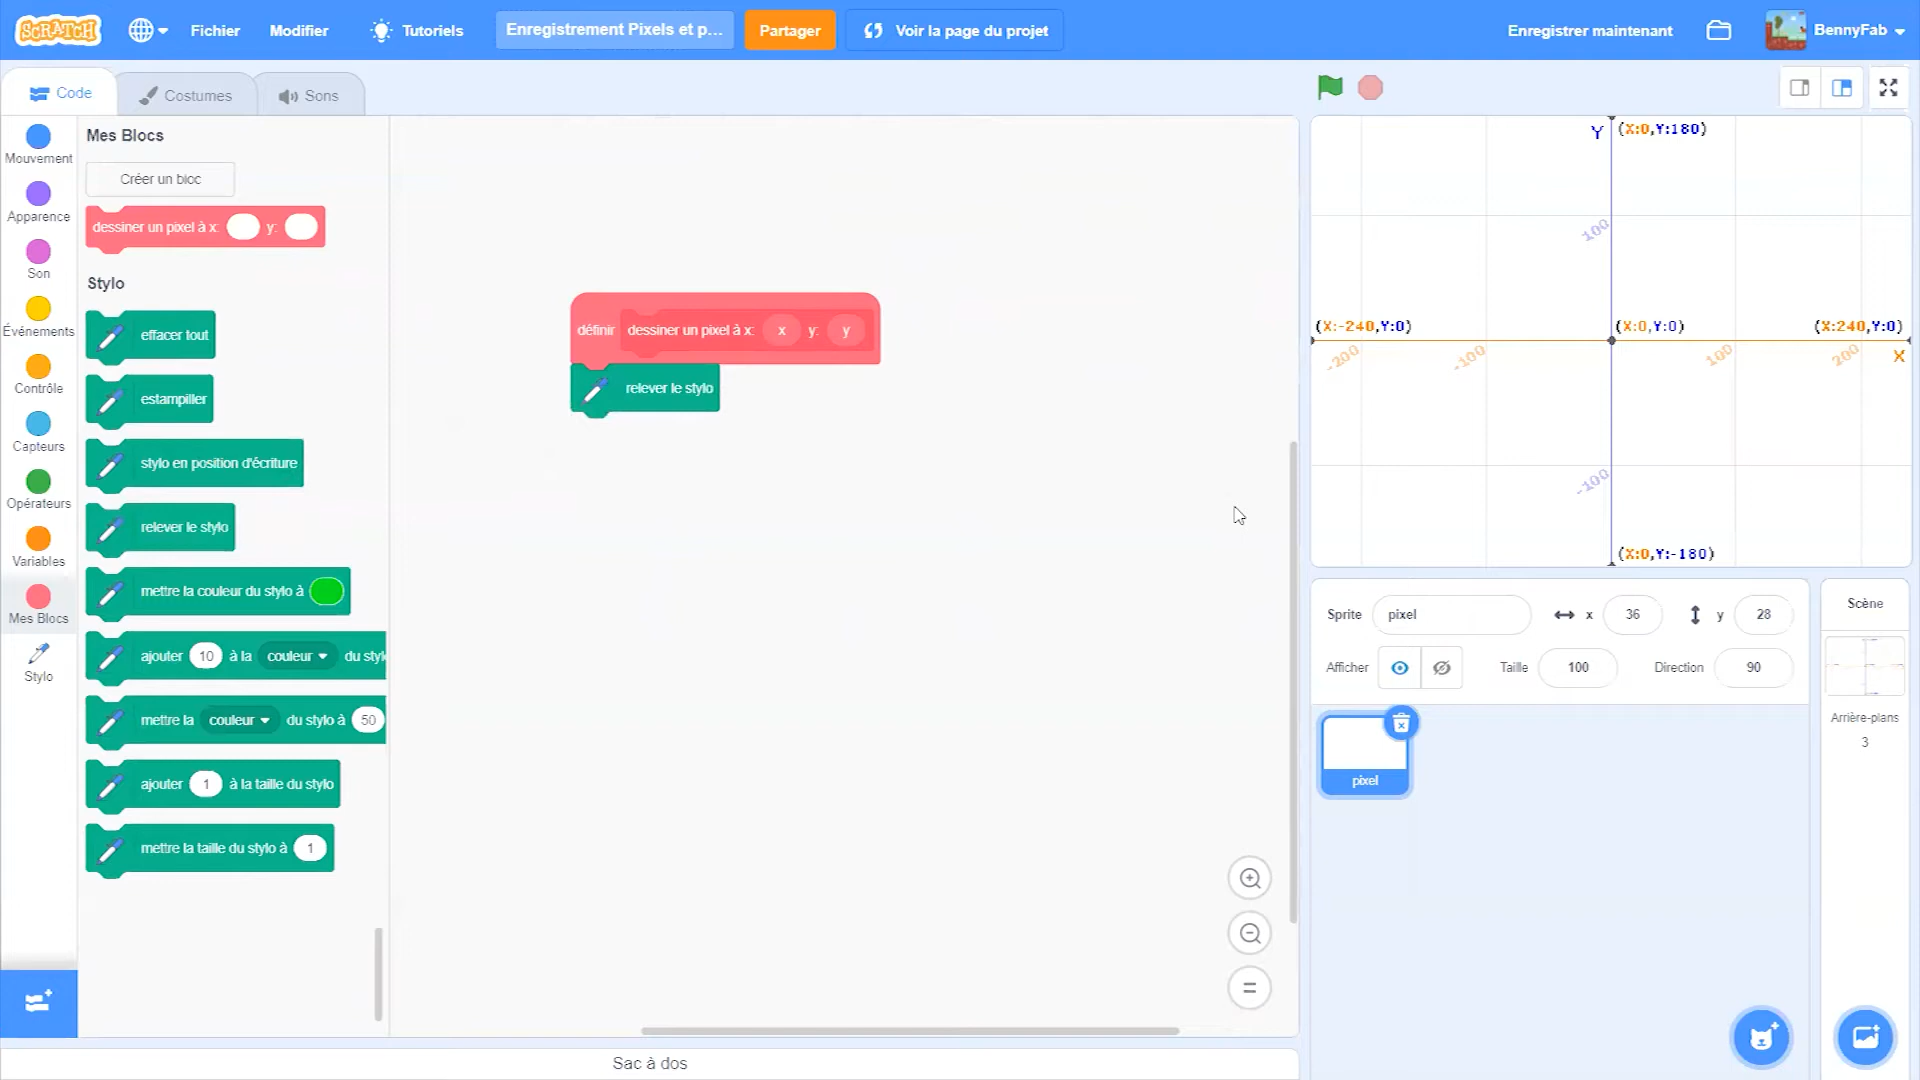 SCRATCH
Fichier
Modifier
Tutoriels
Enregistrement Pixels et p...
Partager
Voir la page du projet
Enregistrer maintenant
BennyFab
Code
Costumes
Sons
Mouvement
Apparence
Son
Événements
Contrôle
Capteurs
Opérateurs
Variables
Mes Blocs
Stylo
Mes Blocs
Créer un bloc
dessiner un pixel à x: y:
Stylo
effacer tout
estampiller
stylo en position d'écriture
relever le stylo
mettre la couleur du stylo à
ajouter 10 à la couleur du style
mettre la couleur du stylo à 50
ajouter 1 à la taille du stylo
mettre la taille du stylo à 1
définir dessiner un pixel à x: x y: y
relever le stylo
Sac à dos
Y (X:0,Y:180)
100
(X:-240,Y:0)
(X:0,Y:0)
(X:240,Y:0)
-200
-100
100
200
X
-100
(X:0,Y:-180)
Sprite pixel x 36 y 28
Afficher Taille 100 Direction 90
pixel
Scène
Arrière-plans
3